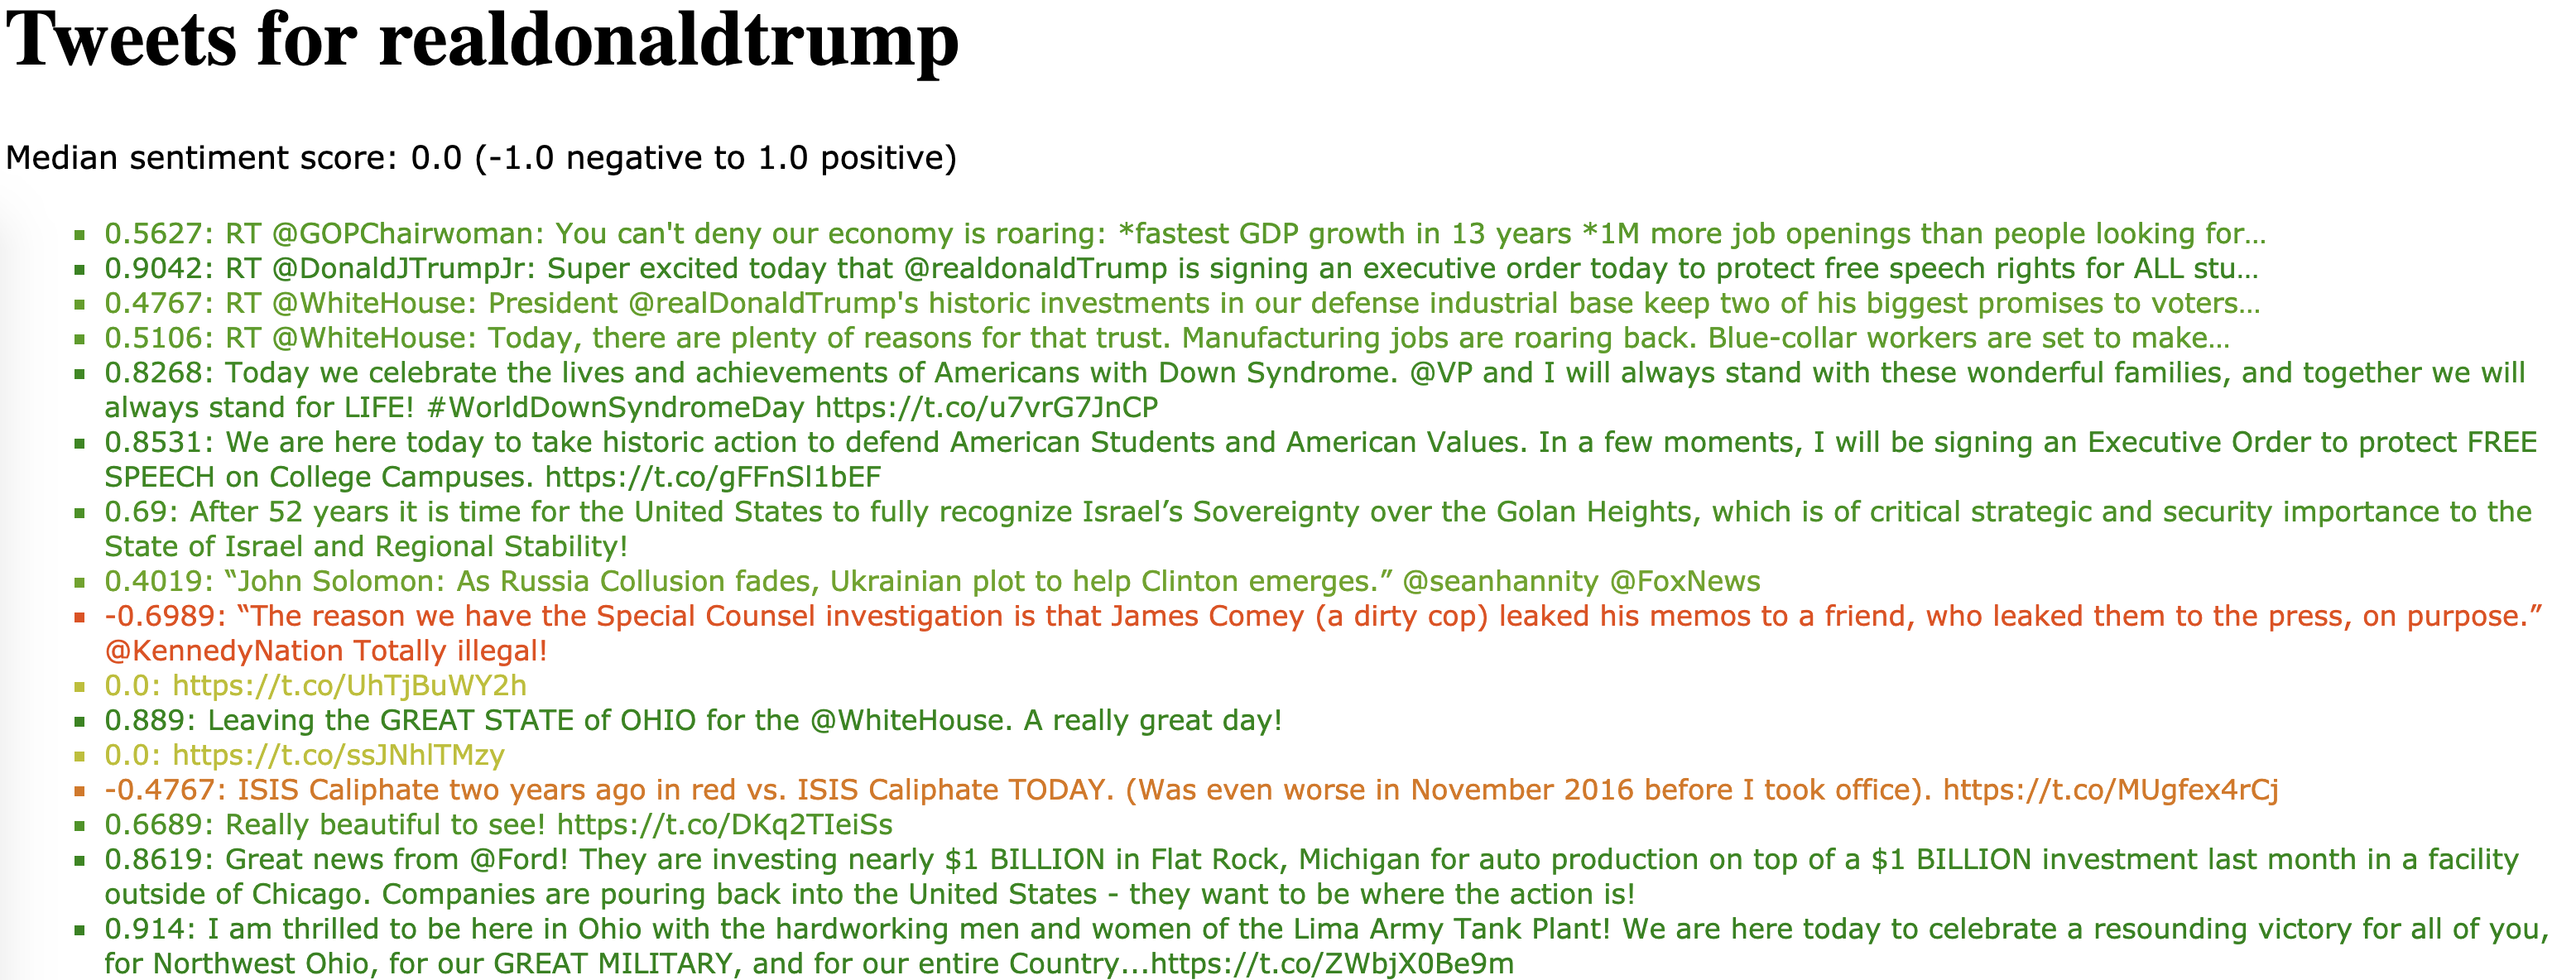 Tweets for realdonaldtrump
Median sentiment score: 0.0 (-1.0 negative to 1.0 positive)
0.5627: RT @GOPChairwoman: You can't deny our economy is roaring: *fastest GDP growth in 13 years *1M more job openings than people looking for…
0.9042: RT @DonaldJTrumpJr: Super excited today that @realdonaldTrump is signing an executive order today to protect free speech rights for ALL stu…
0.4767: RT @WhiteHouse: President @realDonaldTrump's historic investments in our defense industrial base keep two of his biggest promises to voters…
0.5106: RT @WhiteHouse: Today, there are plenty of reasons for that trust. Manufacturing jobs are roaring back. Blue-collar workers are set to make…
0.8268: Today we celebrate the lives and achievements of Americans with Down Syndrome. @VP and I will always stand with these wonderful families, and together we will
always stand for LIFE! #WorldDownSyndromeDay https://t.co/u7vrG7JnCP
0.8531: We are here today to take historic action to defend American Students and American Values. In a few moments, I will be signing an Executive Order to protect FREE
SPEECH on College Campuses. https://t.co/gFFnSl1bEF
0.69: After 52 years it is time for the United States to fully recognize Israel’s Sovereignty over the Golan Heights, which is of critical strategic and security importance to the
State of Israel and Regional Stability!
0.4019: “John Solomon: As Russia Collusion fades, Ukrainian plot to help Clinton emerges.” @seanhannity @FoxNews
-0.6989: “The reason we have the Special Counsel investigation is that James Comey (a dirty cop) leaked his memos to a friend, who leaked them to the press, on purpose.”
@KennedyNation Totally illegal!
0.0: https://t.co/UhTjBuWY2h
0.889: Leaving the GREAT STATE of OHIO for the @WhiteHouse. A really great day!
0.0: https://t.co/ssJNhlTMzy
-0.4767: ISIS Caliphate two years ago in red vs. ISIS Caliphate TODAY. (Was even worse in November 2016 before I took office). https://t.co/MUgfex4rCj
0.6689: Really beautiful to see! https://t.co/DKq2TIeiSs
0.8619: Great news from @Ford! They are investing nearly $1 BILLION in Flat Rock, Michigan for auto production on top of a $1 BILLION investment last month in a facility
outside of Chicago. Companies are pouring back into the United States - they want to be where the action is!
0.914: I am thrilled to be here in Ohio with the hardworking men and women of the Lima Army Tank Plant! We are here today to celebrate a resounding victory for all of you,
for Northwest Ohio, for our GREAT MILITARY, and for our entire Country...https://t.co/ZWbjX0Be9m